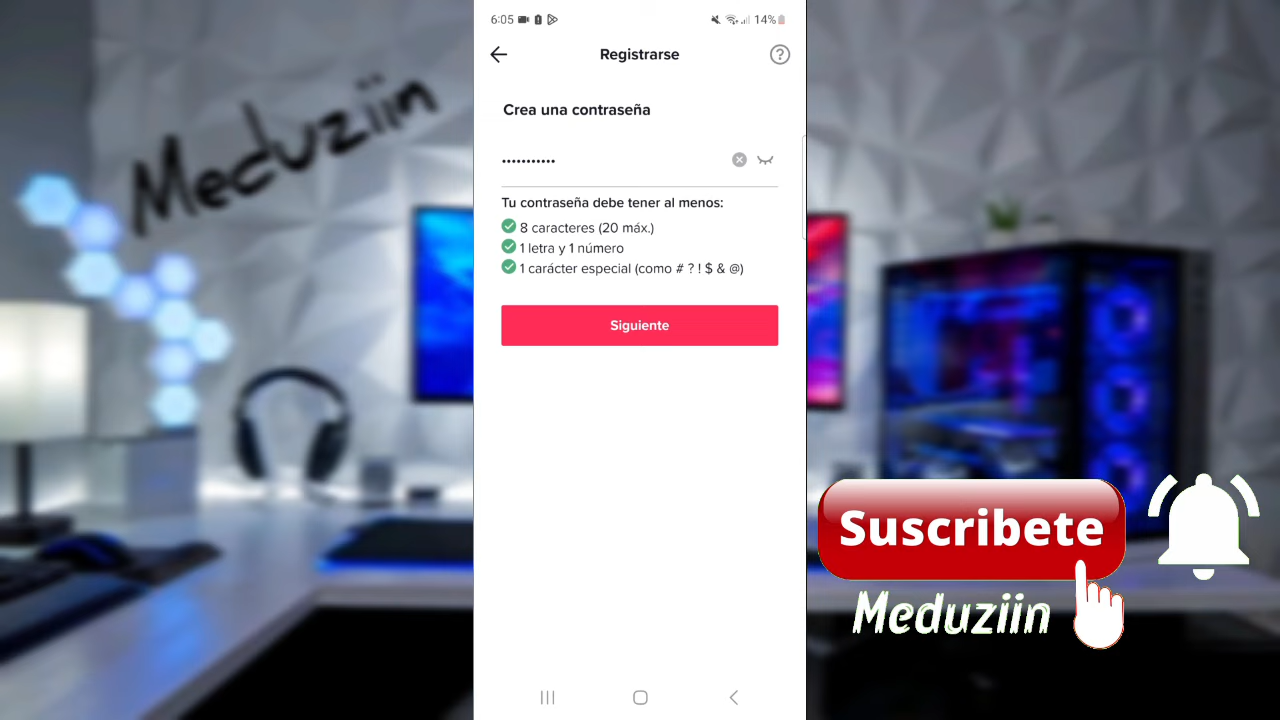 Meduziin
6:05
14%
Registrarse
Crea una contraseña
•••••••••••
Tu contraseña debe tener al menos:
8 caracteres (20 máx.)
1 letra y 1 número
1 carácter especial (como # ? ! $ & @)
Siguiente
Suscribete
Meduziin